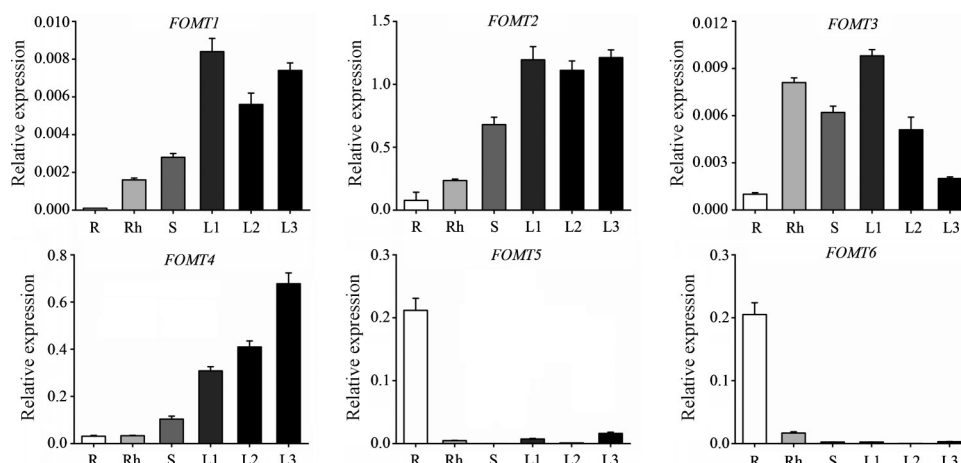 FOMT1
Relative expression
0.010
0.008
0.006
0.004
0.002
0.000
R Rh S L1 L2 L3
FOMT2
Relative expression
1.5
1.0
0.5
0.0
R Rh S L1 L2 L3
FOMT3
Relative expression
0.012
0.009
0.006
0.003
0.000
R Rh S L1 L2 L3
FOMT4
Relative expression
0.8
0.6
0.4
0.2
0.0
R Rh S L1 L2 L3
FOMT5
Relative expression
0.3
0.2
0.1
0.0
R Rh S L1 L2 L3
FOMT6
Relative expression
0.3
0.2
0.1
0.0
R Rh S L1 L2 L3